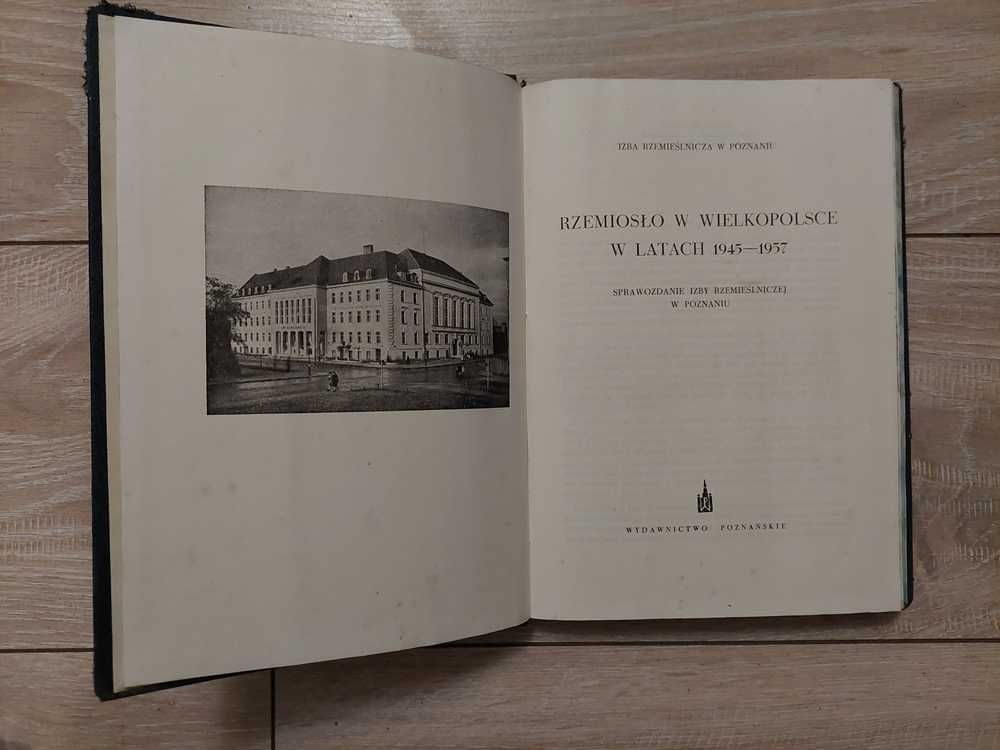 IZBA RZEMIEŚLNICZA W POZNANIU
RZEMIOSŁO W WIELKOPOLSCE
W LATACH 1945—1957
SPRAWOZDANIE IZBY RZEMIEŚLNICZEJ
W POZNANIU
WYDAWNICTWO POZNAŃSKIE